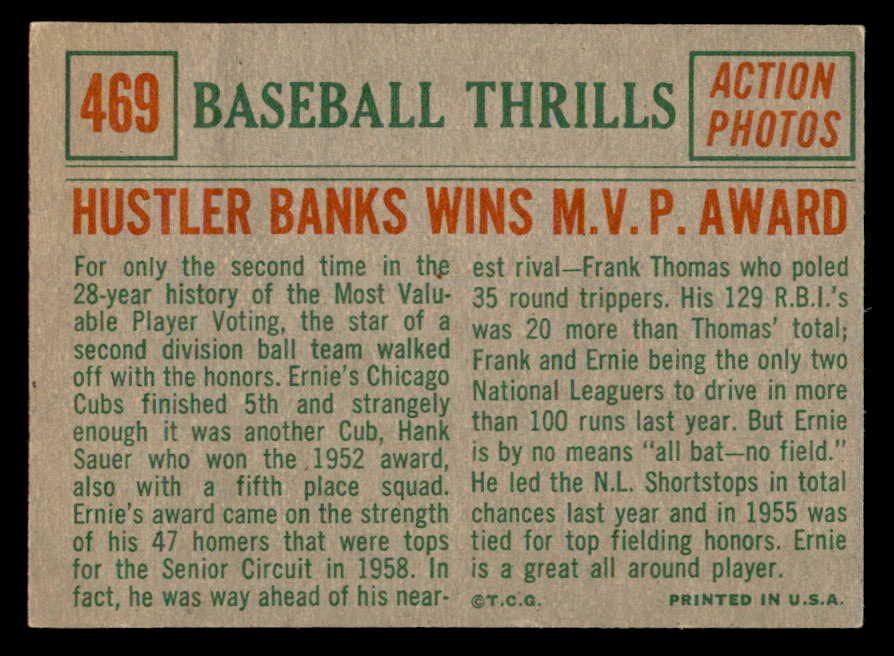 469
BASEBALL THRILLS
ACTION
PHOTOS
HUSTLER BANKS WINS M.V.P. AWARD
For only the second time in the
28-year history of the Most Valu-
able Player Voting, the star of a
second division ball team walked
off with the honors. Ernie's Chicago
Cubs finished 5th and strangely
enough it was another Cub, Hank
Sauer who won the 1952 award,
also with a fifth place squad.
Ernie's award came on the strength
of his 47 homers that were tops
for the Senior Circuit in 1958. In
fact, he was way ahead of his near-
est rival—Frank Thomas who poled
35 round trippers. His 129 R.B.I.'s
was 20 more than Thomas' total;
Frank and Ernie being the only two
National Leaguers to drive in more
than 100 runs last year. But Ernie
is by no means "all bat—no field."
He led the N.L. Shortstops in total
chances last year and in 1955 was
tied for top fielding honors. Ernie
is a great all around player.
©T.C.G.
PRINTED IN U.S.A.